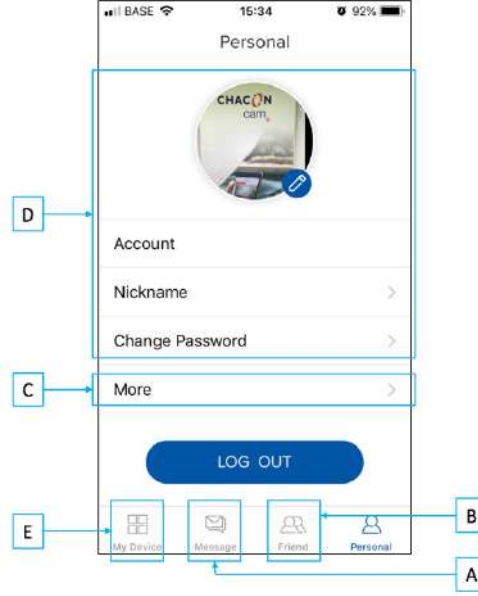 BASE 15:34 92%
Personal
CHACON
cam
D
Account
Nickname
Change Password
C
More
LOG OUT
B
E
My Device Message Friend Personal
A